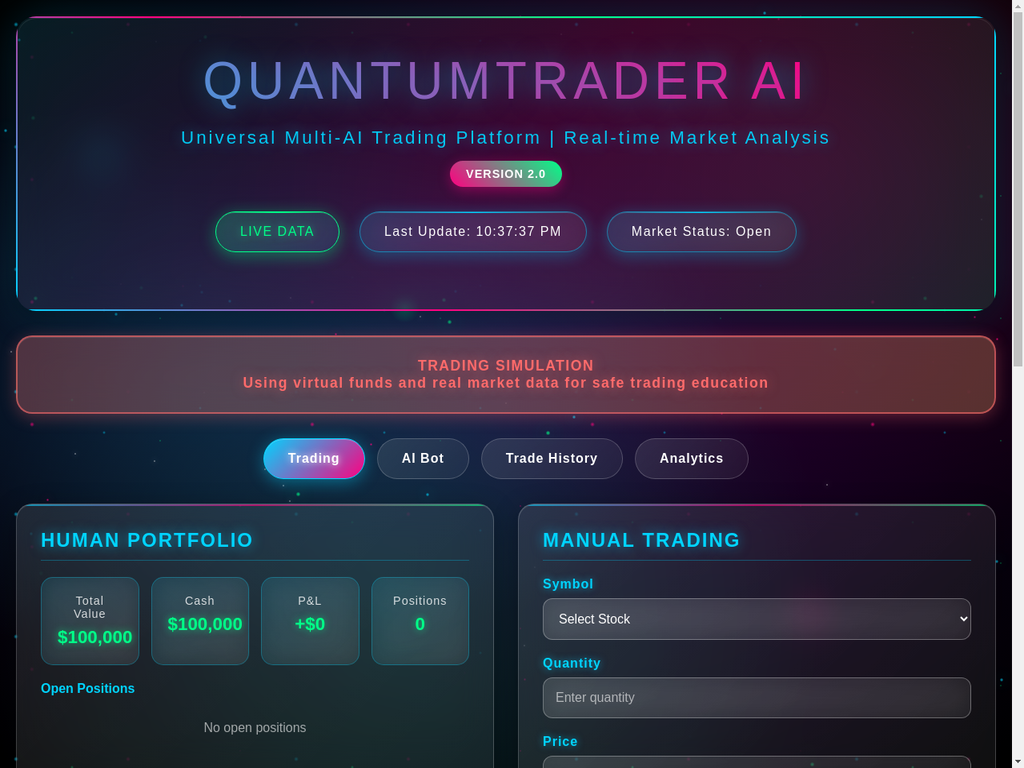 QUANTUMTRADER AI
Universal Multi-AI Trading Platform | Real-time Market Analysis
VERSION 2.0
LIVE DATA
Last Update: 10:37:37 PM
Market Status: Open
TRADING SIMULATION
Using virtual funds and real market data for safe trading education
Trading
AI Bot
Trade History
Analytics
HUMAN PORTFOLIO
Total
Value
$100,000
Cash
$100,000
P&L
+$0
Positions
0
Open Positions
No open positions
MANUAL TRADING
Symbol
Select Stock
Quantity
Enter quantity
Price